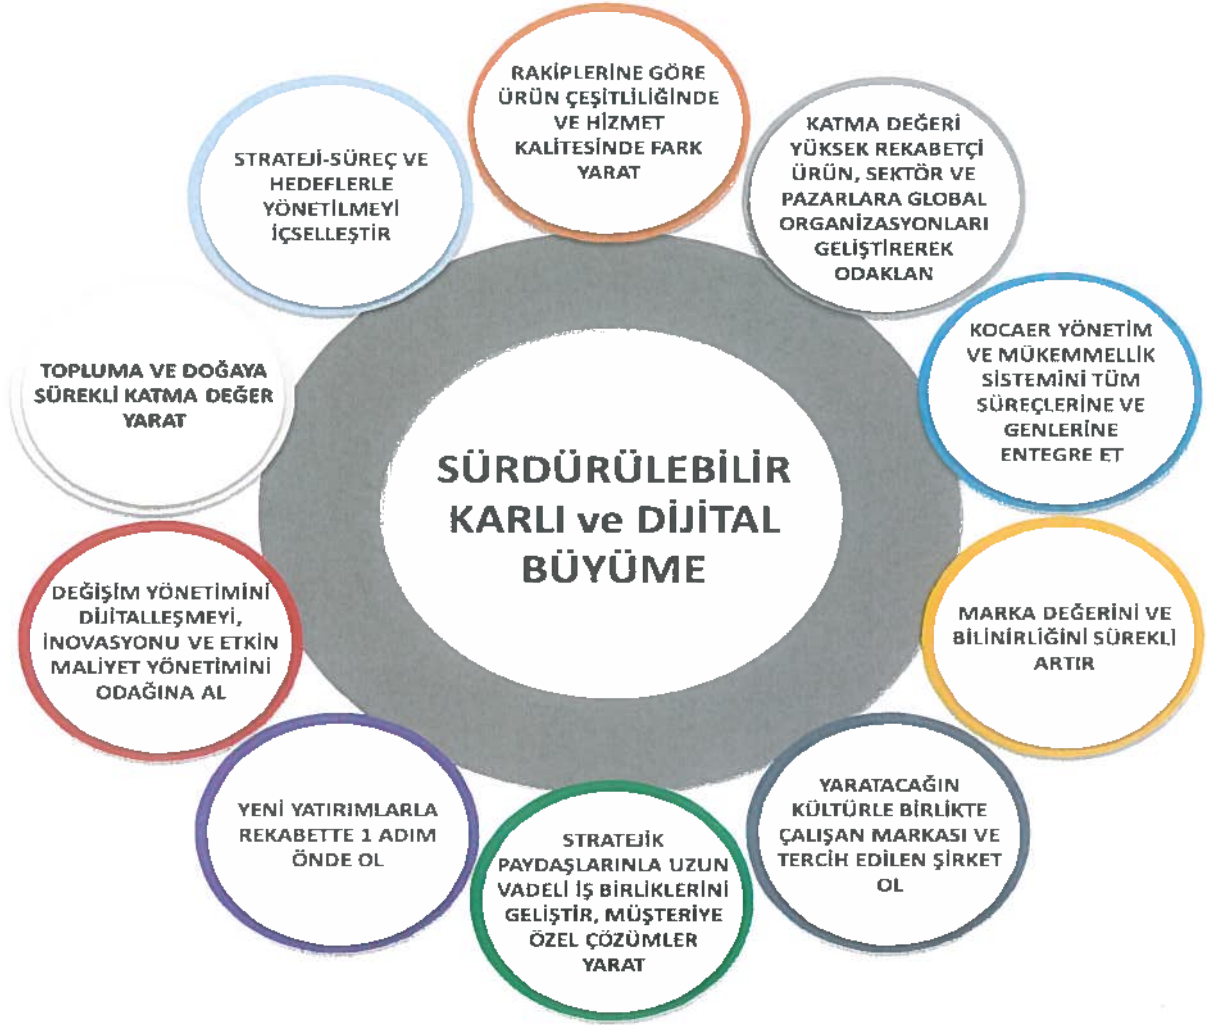 RAKİPLERİNE GÖRE
ÜRÜN ÇEŞİTLİLİĞİNDE
VE HİZMET
KALİTESİNDE FARK
YARAT
KATMA DEĞERİ
YÜKSEK REKABETÇİ
ÜRÜN, SEKTÖR VE
PAZARLARA GLOBAL
ORGANİZASYONLARI
GELİŞTİREREK
ODAKLAN
KOCAER YÖNETİM
VE MÜKEMMELLİK
SİSTEMİNİ TÜM
SÜREÇLERİNE VE
GENLERİNE
ENTEGRE ET
MARKA DEĞERİNİ VE
BİLİNİRLİĞİNİ SÜREKLİ
ARTIR
YARATACAĞIN
KÜLTÜRLE BİRLİKTE
ÇALIŞAN MARKASI VE
TERCİH EDİLEN ŞİRKET
OL
STRATEJİK
PAYDAŞLARINLA UZUN
VADELİ İŞ BİRLİKLERİNİ
GELİŞTİR, MÜŞTERİYE
ÖZEL ÇÖZÜMLER
YARAT
YENİ YATIRIMLARLA
REKABETTE 1 ADIM
ÖNDE OL
DEĞİŞİM YÖNETİMİNİ
DİJİTALLEŞMEYİ,
İNOVASYONU VE ETKİN
MALİYET YÖNETİMİNİ
ODAĞINA AL
TOPLUMA VE DOĞAYA
SÜREKLİ KATMA DEĞER
YARAT
STRATEJİ-SÜREÇ VE
HEDEFLERLE
YÖNETİLMEYİ
İÇSELLEŞTİR
SÜRDÜRÜLEBİLİR
KARLI ve DİJİTAL
BÜYÜME